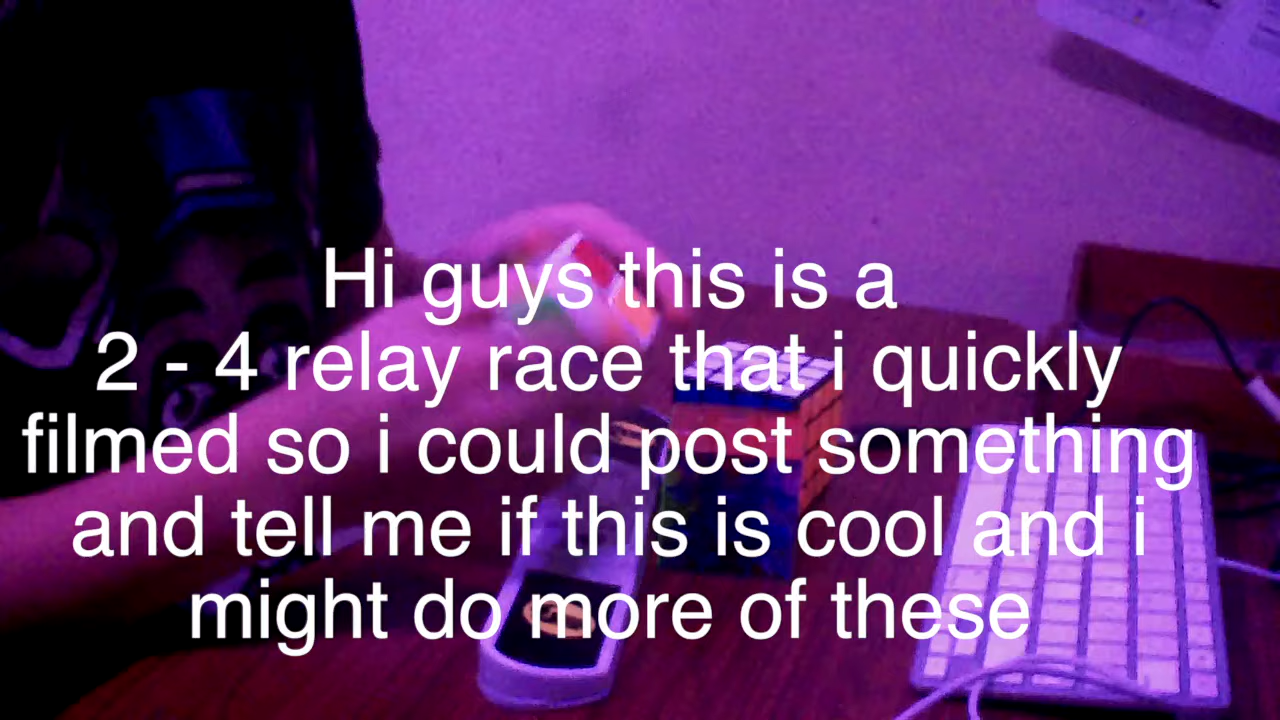 Hi guys this is a
2 - 4 relay race that i quickly
filmed so i could post something
and tell me if this is cool and i
might do more of these